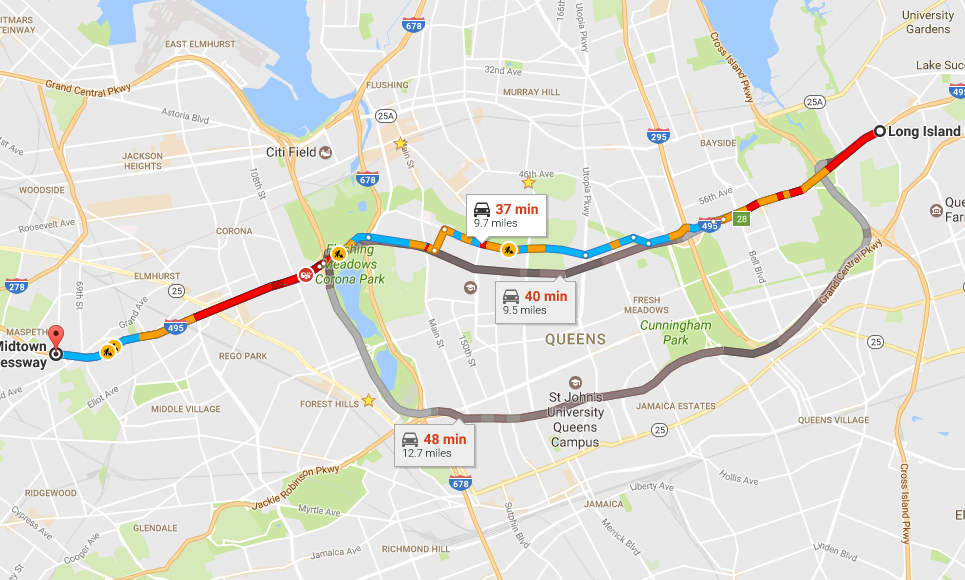 678
University
Gardens
EAST ELMHURST
Cross Island Pkwy
Utopia Pkwy
32nd Ave
Lake Suc
FLUSHING
Grand Central Pkwy
MURRAY HILL
495
25A
Astoria Blvd
25A
Long Island
295
BAYSIDE
Citi Field
Main St
JACKSON
HEIGHTS
108th St
678
46th Ave
Utopia Pkwy
WOODSIDE
56th Ave
37 min
9.7 miles
28
495
Roosevelt Ave
CORONA
Flushing
Meadows
Corona Park
Bell Blvd
ELMHURST
278
69th St
25
Grand Ave
40 min
9.5 miles
Grand Central Pkwy
FRESH
MEADOWS
495
MASPETH
Main St
150th St
QUEENS
Cunningham
Park
Midtown
essway
REGO PARK
25
Eliot Ave
St John's
University
Queens
Campus
FOREST HILLS
MIDDLE VILLAGE
JAMAICA ESTATES
QUEENS VILLAGE
25
48 min
12.7 miles
Jackie Robinson Pkwy
678
Hollis Ave
Cross Island Pkwy
RIDGEWOOD
Liberty Ave
JAMAICA
Myrtle Ave
Cypress Ave
GLENDALE
Sutphin Blvd
Merrick Blvd
Cooper Ave
Jamaica Ave
RICHMOND HILL
Linden Blvd